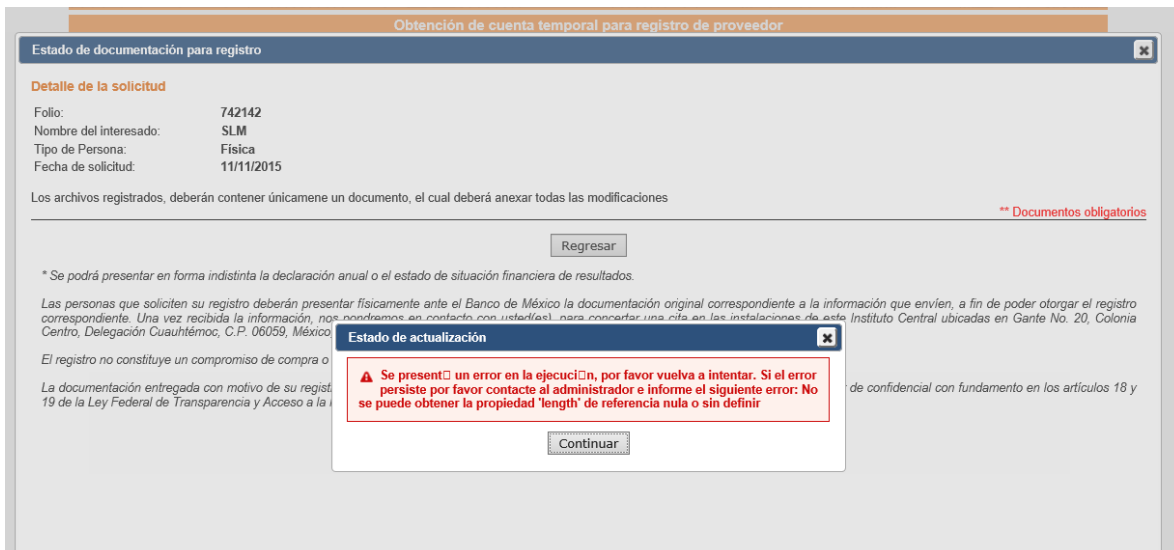 Obtención de cuenta temporal para registro de proveedor
Estado de documentación para registro
Detalle de la solicitud
Folio: 742142
Nombre del interesado: SLM
Tipo de Persona: Física
Fecha de solicitud: 11/11/2015
Los archivos registrados, deberán contener únicamene un documento, el cual deberá anexar todas las modificaciones
** Documentos obligatorios
Regresar
* Se podrá presentar en forma indistinta la declaración anual o el estado de situación financiera de resultados.
Las personas que soliciten su registro deberán presentar físicamente ante el Banco de México la documentación original correspondiente a la información que envíen, a fin de poder otorgar el registro
correspondiente. Una vez recibida la información, nos pondremos en contacto con usted(es), para concertar una cita en las instalaciones de este Instituto Central ubicadas en Gante No. 20, Colonia
Centro, Delegación Cuauhtémoc, C.P. 06059, México,
El registro no constituye un compromiso de compra o
La documentación entregada con motivo de su regist de confidencial con fundamento en los artículos 18 y
19 de la Ley Federal de Transparencia y Acceso a la
Estado de actualización
Se present□ un error en la ejecuci□n, por favor vuelva a intentar. Si el error
persiste por favor contacte al administrador e informe el siguiente error: No
se puede obtener la propiedad 'length' de referencia nula o sin definir
Continuar